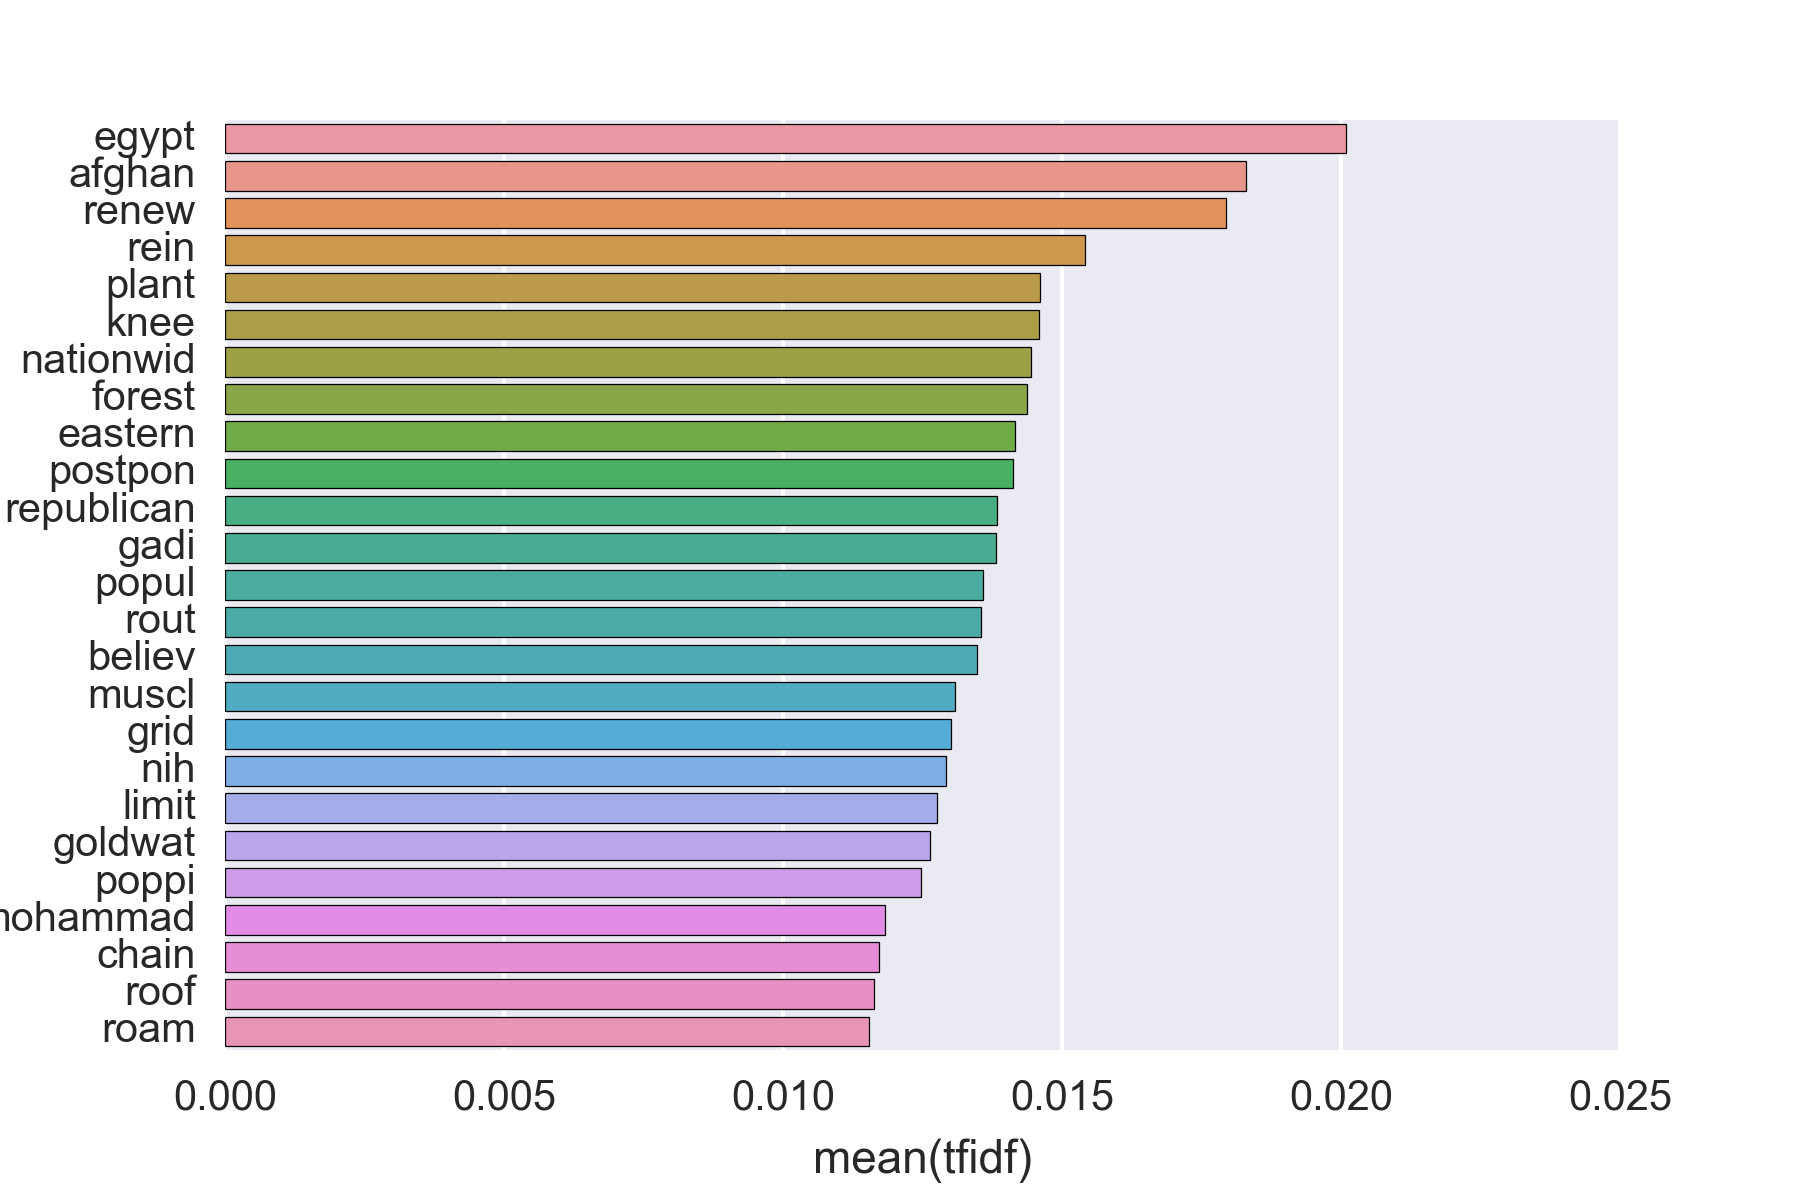 egypt
afghan
renew
rein
plant
knee
nationwid
forest
eastern
postpon
republican
gadi
popul
rout
believ
muscl
grid
nih
limit
goldwat
poppi
mohammad
chain
roof
roam
0.000 0.005 0.010 0.015 0.020 0.025
mean(tfidf)